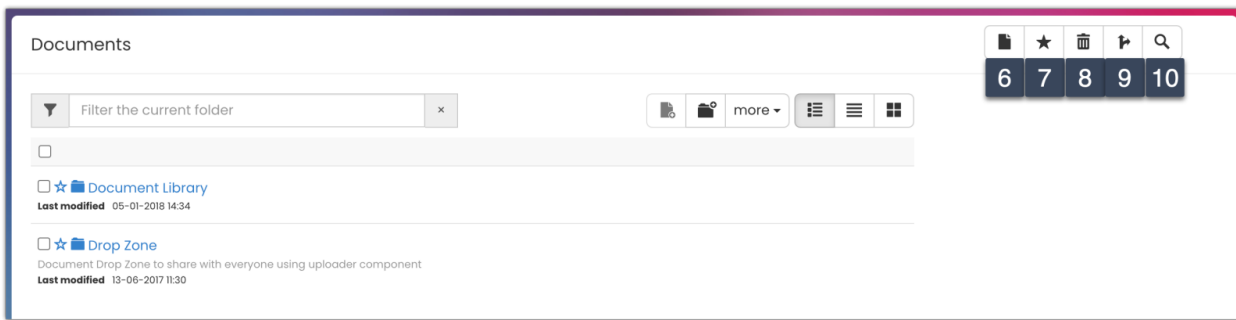 Documents
6 7 8 9 10
Filter the current folder ×
more
Document Library
Last modified 05-01-2018 14:34
Drop Zone
Document Drop Zone to share with everyone using uploader component
Last modified 13-06-2017 11:30